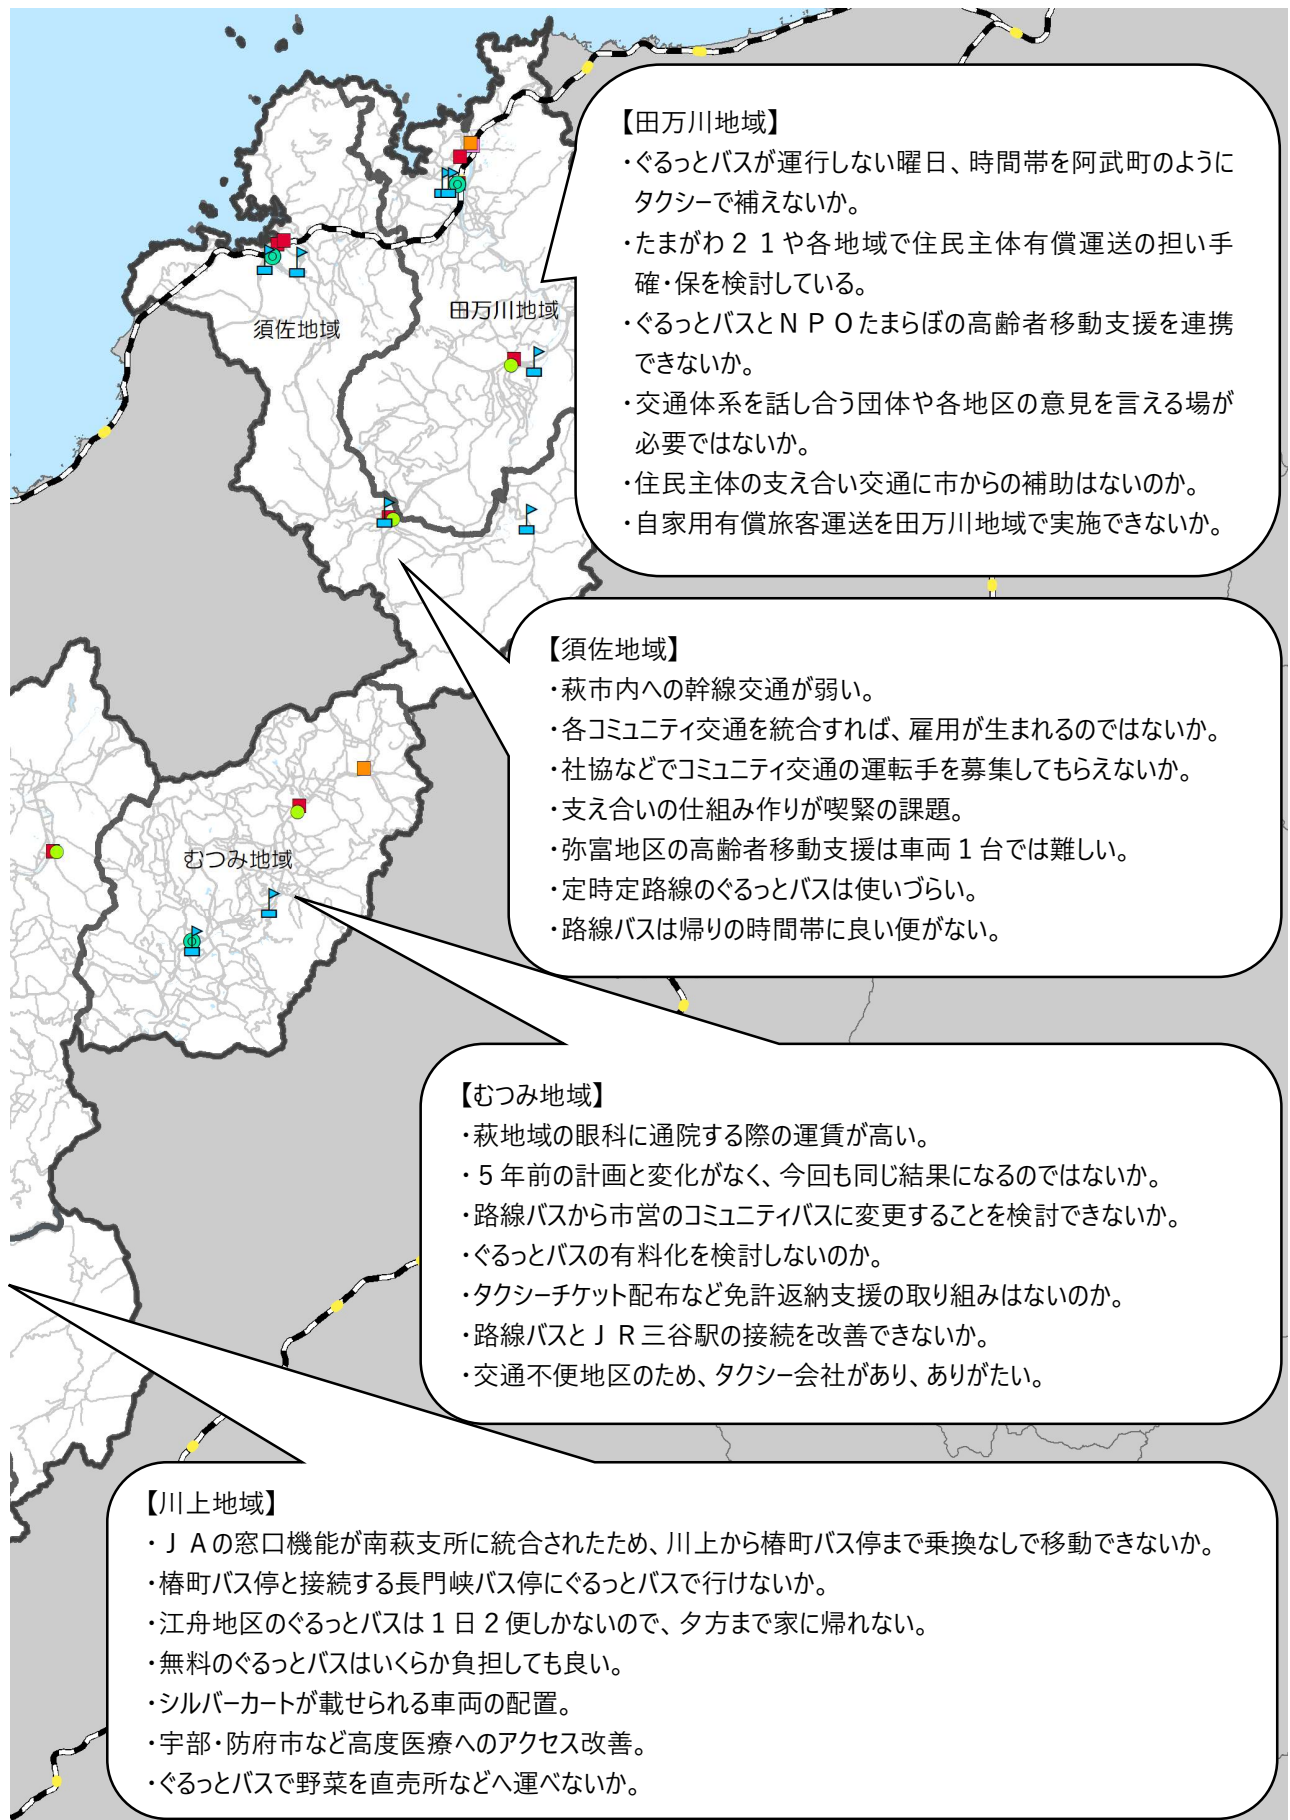 【田万川地域】
・ぐるっとバスが運行しない曜日、時間帯を阿武町のように
タクシーで補えないか。
・たまがわ２１や各地域で住民主体有償運送の担い手
確・保を検討している。
・ぐるっとバスとＮＰＯたまらぼの高齢者移動支援を連携
できないか。
・交通体系を話し合う団体や各地区の意見を言える場が
必要ではないか。
・住民主体の支え合い交通に市からの補助はないのか。
・自家用有償旅客運送を田万川地域で実施できないか。
田万川地域
須佐地域
【須佐地域】
・萩市内への幹線交通が弱い。
・各コミュニティ交通を統合すれば、雇用が生まれるのではないか。
・社協などでコミュニティ交通の運転手を募集してもらえないか。
・支え合いの仕組み作りが喫緊の課題。
・弥富地区の高齢者移動支援は車両１台では難しい。
・定時定路線のぐるっとバスは使いづらい。
・路線バスは帰りの時間帯に良い便がない。
むつみ地域
【むつみ地域】
・萩地域の眼科に通院する際の運賃が高い。
・５年前の計画と変化がなく、今回も同じ結果になるのではないか。
・路線バスから市営のコミュニティバスに変更することを検討できないか。
・ぐるっとバスの有料化を検討しないのか。
・タクシーチケット配布など免許返納支援の取り組みはないのか。
・路線バスとＪＲ三谷駅の接続を改善できないか。
・交通不便地区のため、タクシー会社があり、ありがたい。
【川上地域】
・ＪＡの窓口機能が南萩支所に統合されたため、川上から椿町バス停まで乗換なしで移動できないか。
・椿町バス停と接続する長門峡バス停にぐるっとバスで行けないか。
・江舟地区のぐるっとバスは１日２便しかないので、夕方まで家に帰れない。
・無料のぐるっとバスはいくらか負担しても良い。
・シルバーカートが載せられる車両の配置。
・宇部・防府市など高度医療へのアクセス改善。
・ぐるっとバスで野菜を直売所などへ運べないか。